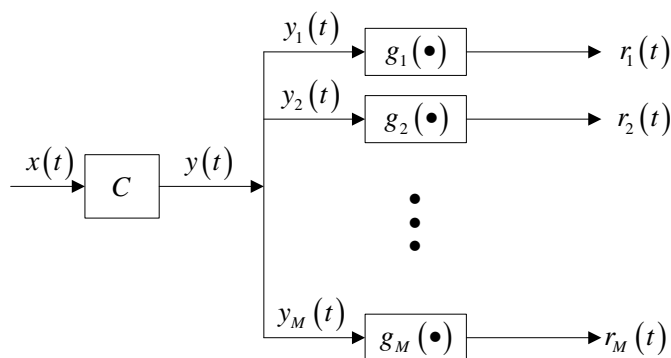 y₁(t) g₁(•) r₁(t)
y₂(t) g₂(•) r₂(t)
x(t) C y(t)
y_M(t) g_M(•) r_M(t)